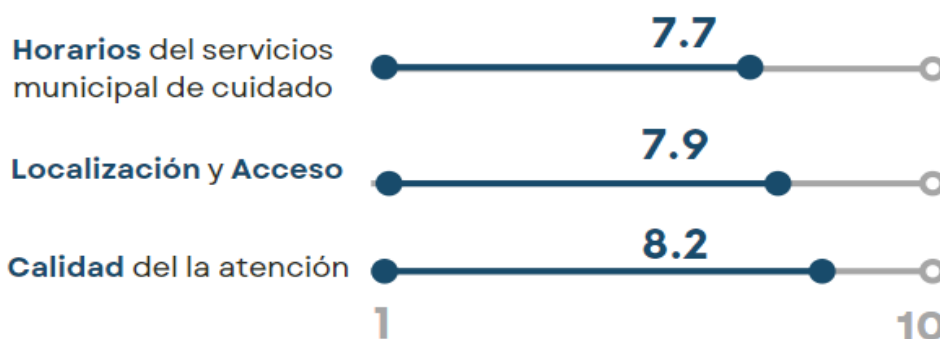 7.7
Horarios del servicios
municipal de cuidado
7.9
Localización y Acceso
8.2
Calidad del la atención
1 10